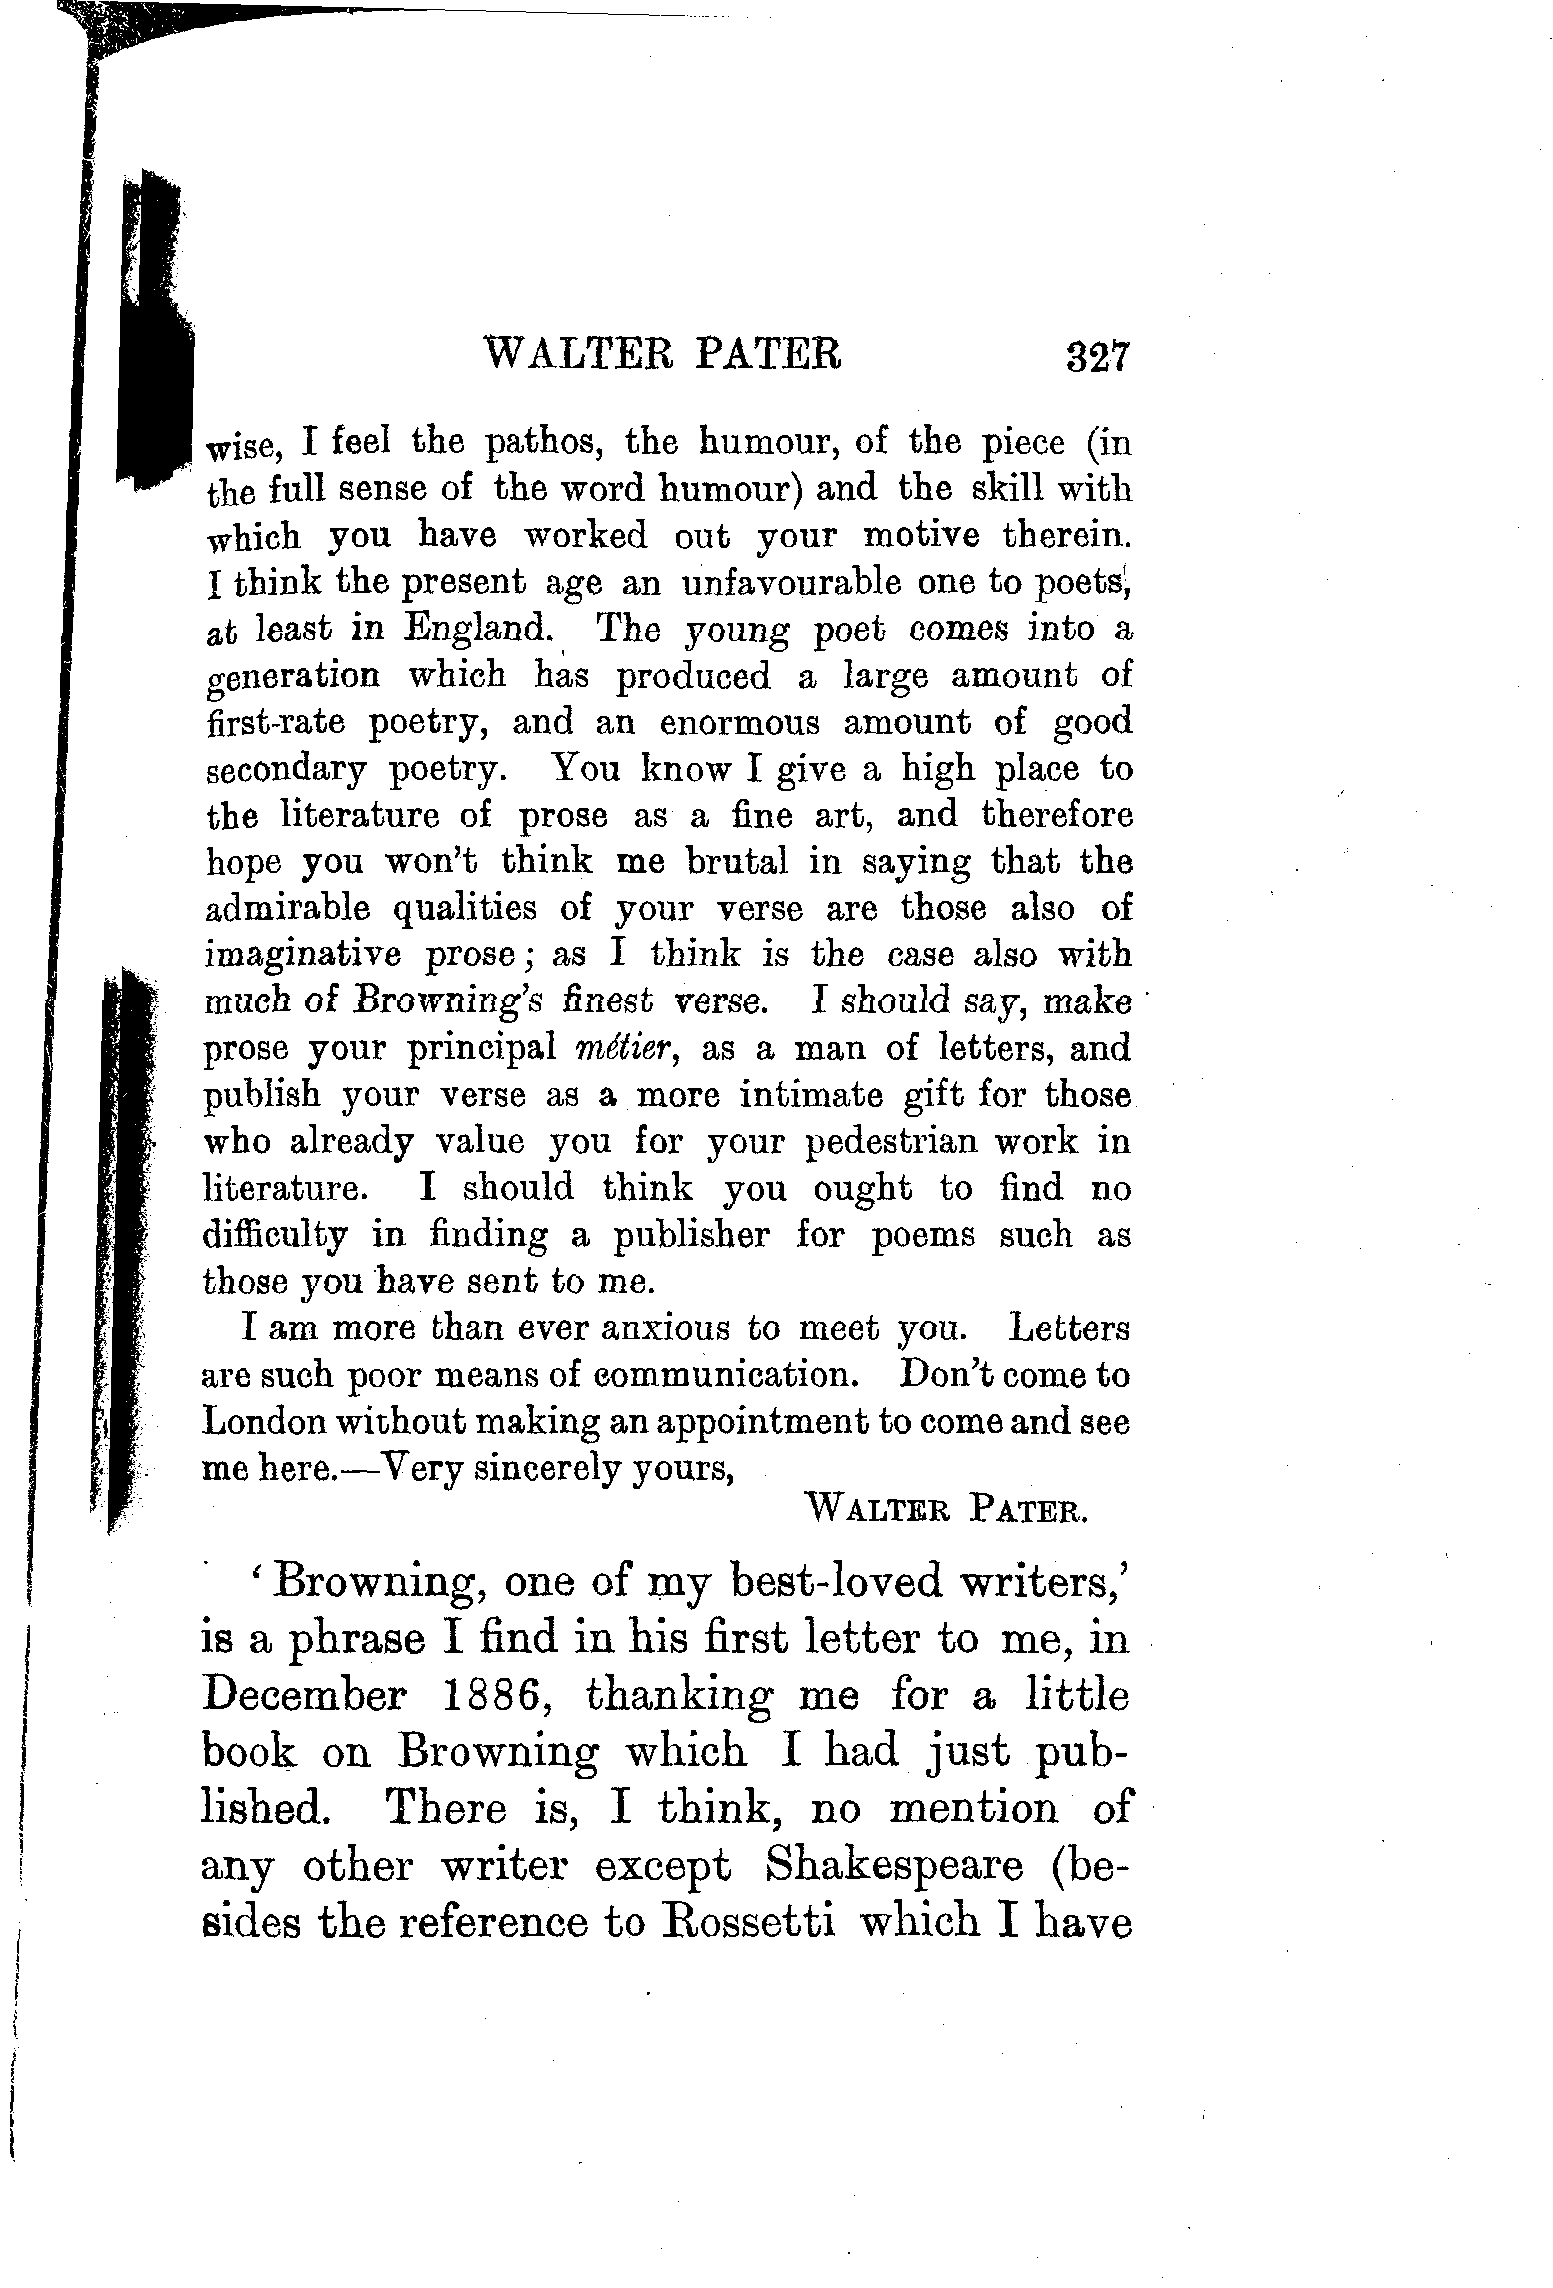 WALTER PATER 327
wise, I feel the pathos, the humour, of the piece (in
the full sense of the word humour) and the skill with
which you have worked out your motive therein.
I think the present age an unfavourable one to poets,
at least in England. The young poet comes into a
generation which has produced a large amount of
first-rate poetry, and an enormous amount of good
secondary poetry. You know I give a high place to
the literature of prose as a fine art, and therefore
hope you won't think me brutal in saying that the
admirable qualities of your verse are those also of
imaginative prose; as I think is the case also with
much of Browning's finest verse. I should say, make
prose your principal métier, as a man of letters, and
publish your verse as a more intimate gift for those
who already value you for your pedestrian work in
literature. I should think you ought to find no
difficulty in finding a publisher for poems such as
those you have sent to me.
I am more than ever anxious to meet you. Letters
are such poor means of communication. Don't come to
London without making an appointment to come and see
me here.—Very sincerely yours,
WALTER PATER.
'Browning, one of my best-loved writers,'
is a phrase I find in his first letter to me, in
December 1886, thanking me for a little
book on Browning which I had just pub-
lished. There is, I think, no mention of
any other writer except Shakespeare (be-
sides the reference to Rossetti which I have